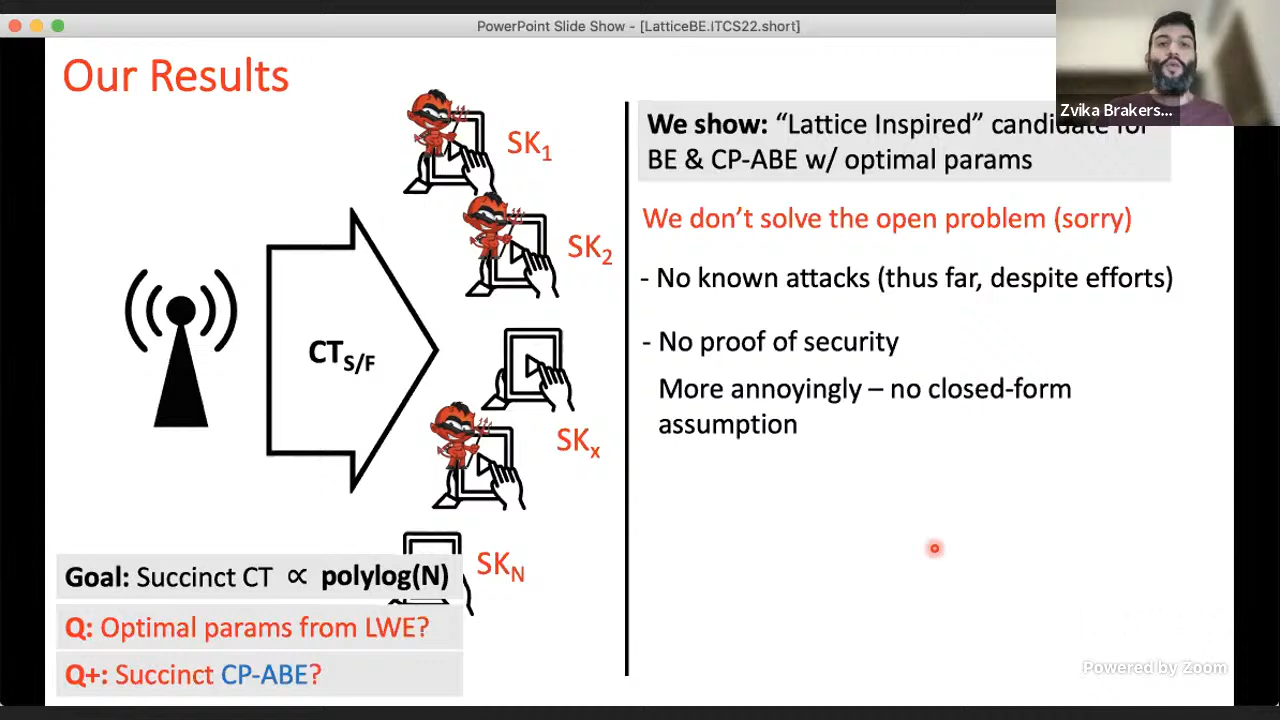 PowerPoint Slide Show - [LatticeBE.ITCS22.short]
Zvika Brakers...
Our Results
SK1
SK2
SKx
SKN
CTS/F
Goal: Succinct CT ∝ polylog(N)
Q: Optimal params from LWE?
Q+: Succinct CP-ABE?
We show: “Lattice Inspired” candidate for
BE & CP-ABE w/ optimal params
We don’t solve the open problem (sorry)
- No known attacks (thus far, despite efforts)
- No proof of security
More annoyingly – no closed-form
assumption
Powered by Zoom